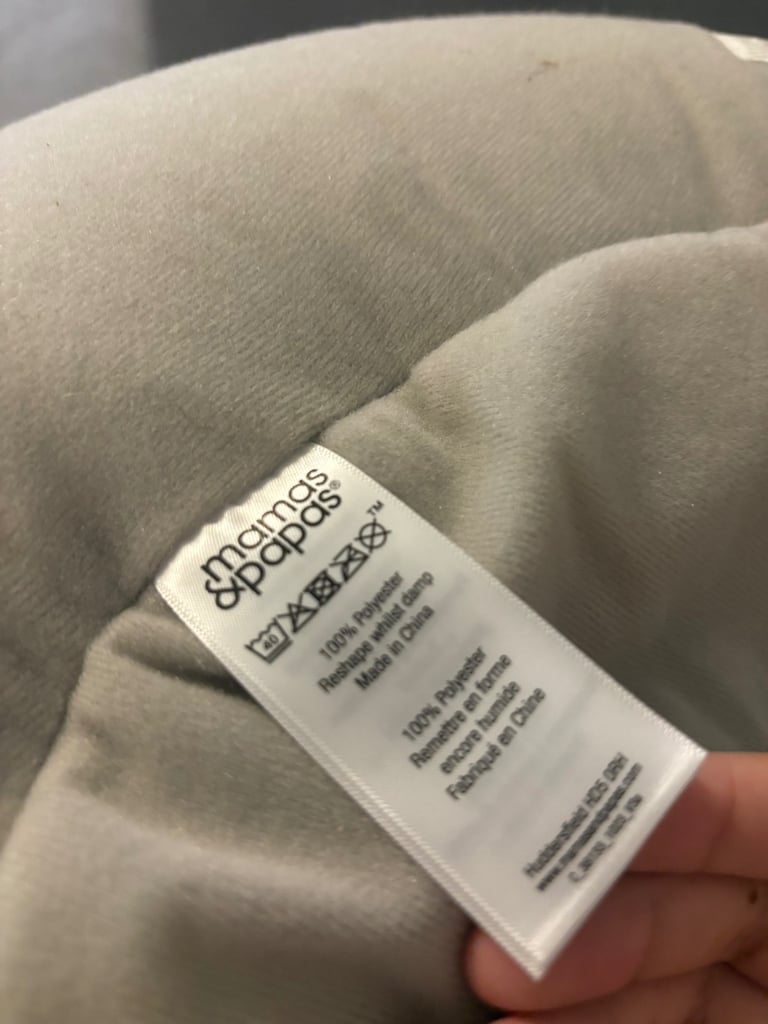 mamas
&papas®
40 ™
100% Polyester
Reshape whilst damp
Made in China
100% Polyester
Remettre en forme
encore humide
Fabriqué en Chine
Huddersfield HD5 0RH
www.mamasandpapas.com